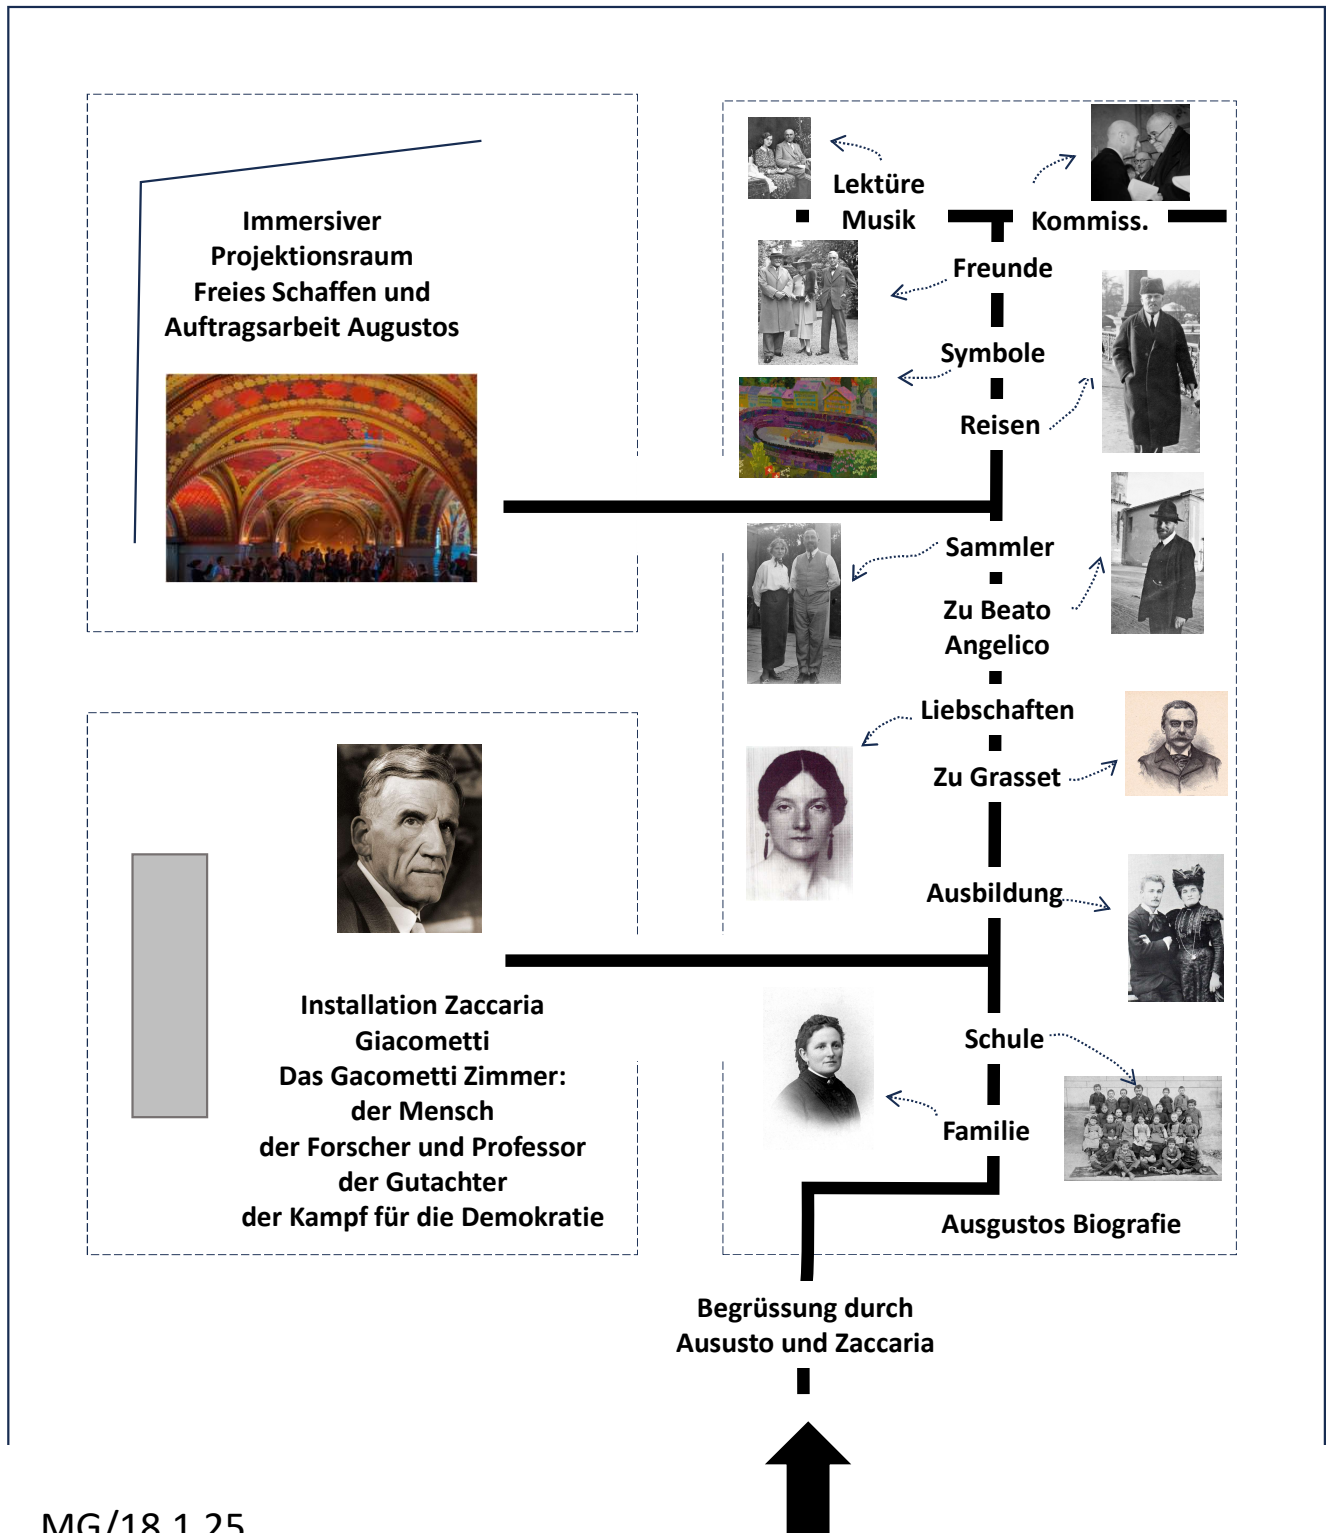 Immersiver
Projektionsraum
Freies Schaffen und
Auftragsarbeit Augustos
Lektüre
Musik
Kommiss.
Freunde
Symbole
Reisen
Sammler
Zu Beato
Angelico
Liebschaften
Zu Grasset
Ausbildung
Schule
Familie
Ausgustos Biografie
Installation Zaccaria
Giacometti
Das Gacometti Zimmer:
der Mensch
der Forscher und Professor
der Gutachter
der Kampf für die Demokratie
Begrüssung durch
Aususto und Zaccaria
MG/18.1.25